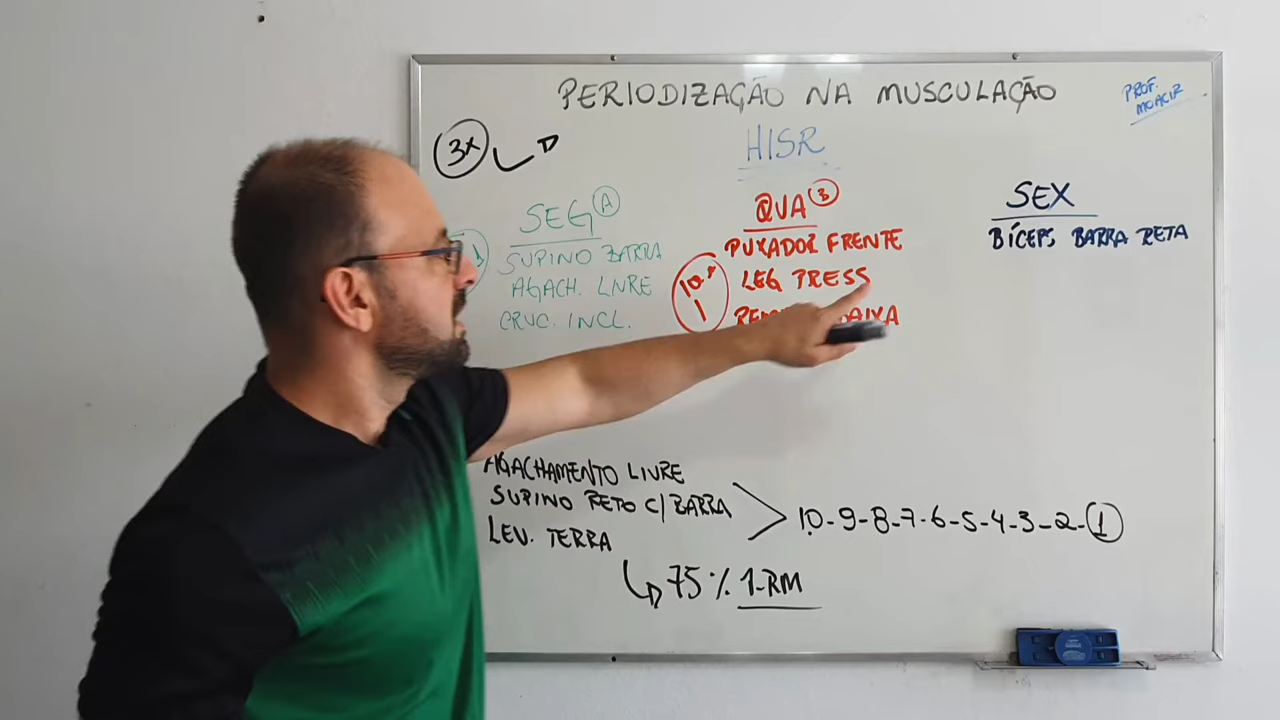 PERIODIZAÇÃO NA MUSCULAÇÃO
PROF.
MOACIR
3x
HISR
SEG A
SUPINO BARRA
AGACH. LIVRE
CRUC. INCL.
QUA B
PUXADOR FRENTE
LEG PRESS
10 x
1
SEX
BÍCEPS BARRA RETA
AGACHAMENTO LIVRE
SUPINO RETO C/ BARRA
LEV. TERRA
10-9-8-7-6-5-4-3-2-1
75% 1-RM